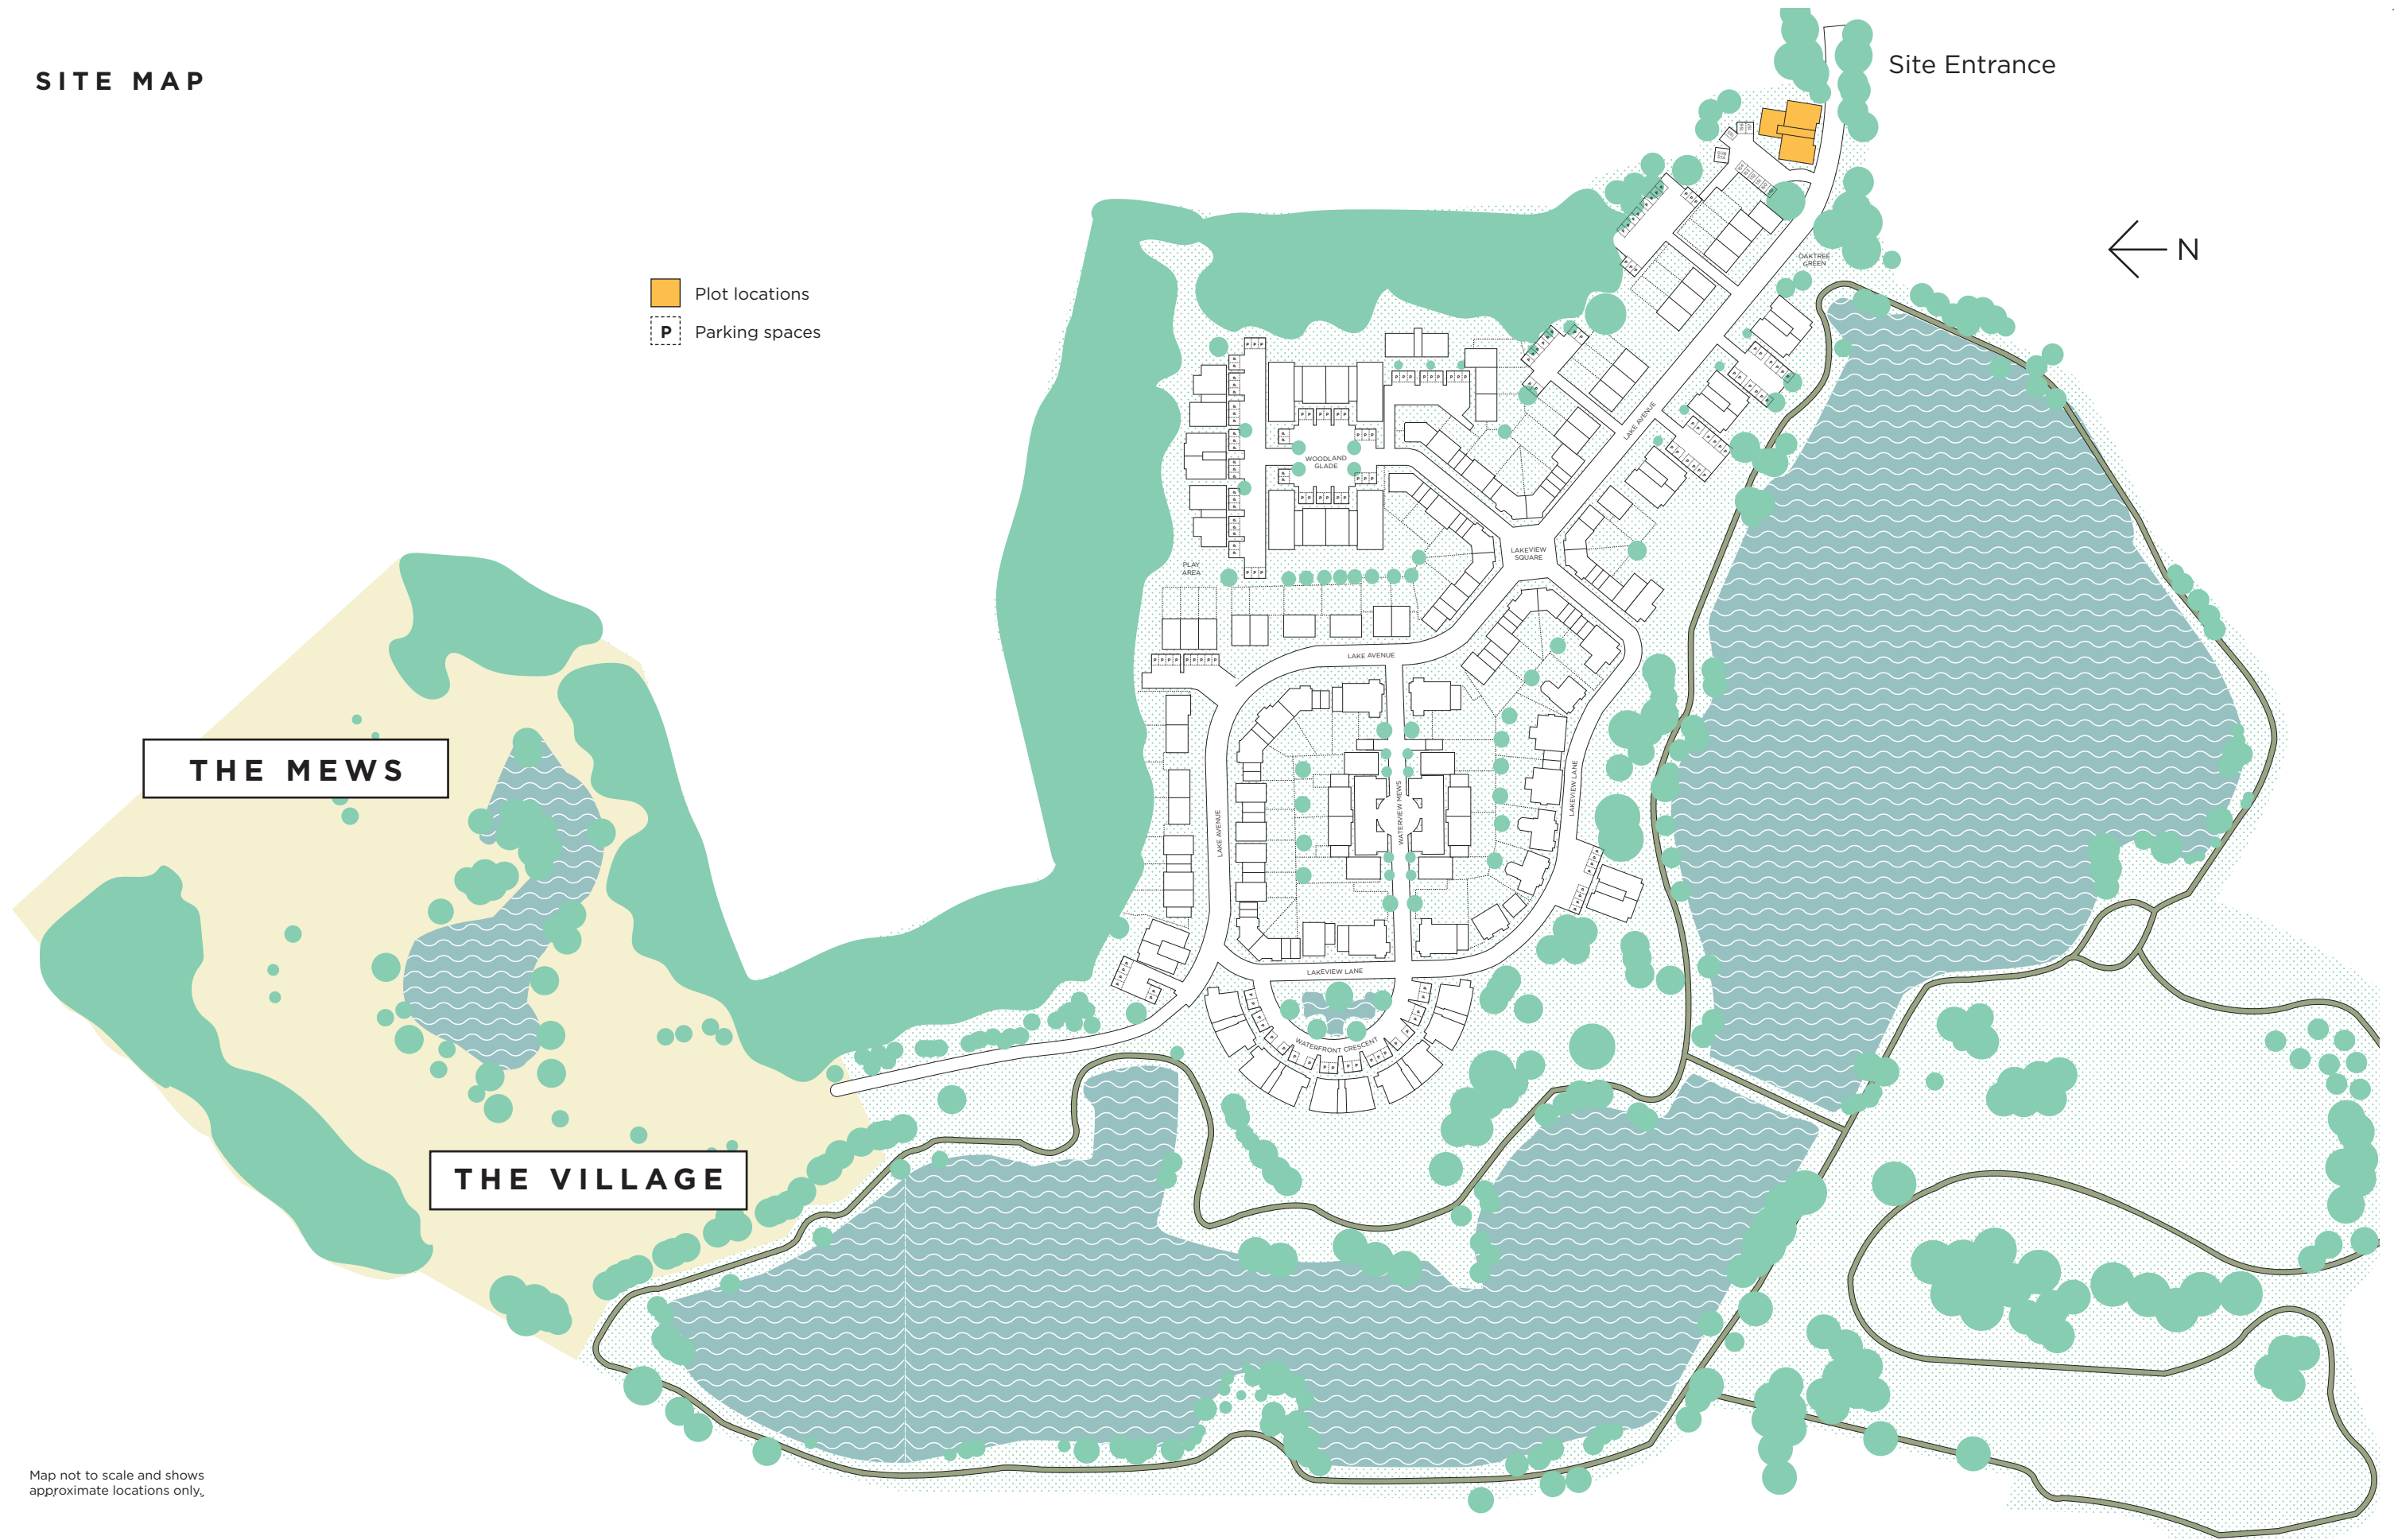 SITE MAP
Site Entrance
N
Plot locations
P Parking spaces
OAKTREE
GREEN
LAKE AVENUE
WOODLAND
GLADE
LAKEVIEW
SQUARE
PLAY
AREA
LAKE AVENUE
THE MEWS
LAKE AVENUE
WATERVIEW MEWS
LAKEVIEW LANE
LAKEVIEW LANE
WATERFRONT CRESCENT
THE VILLAGE
Map not to scale and shows
approximate locations only.